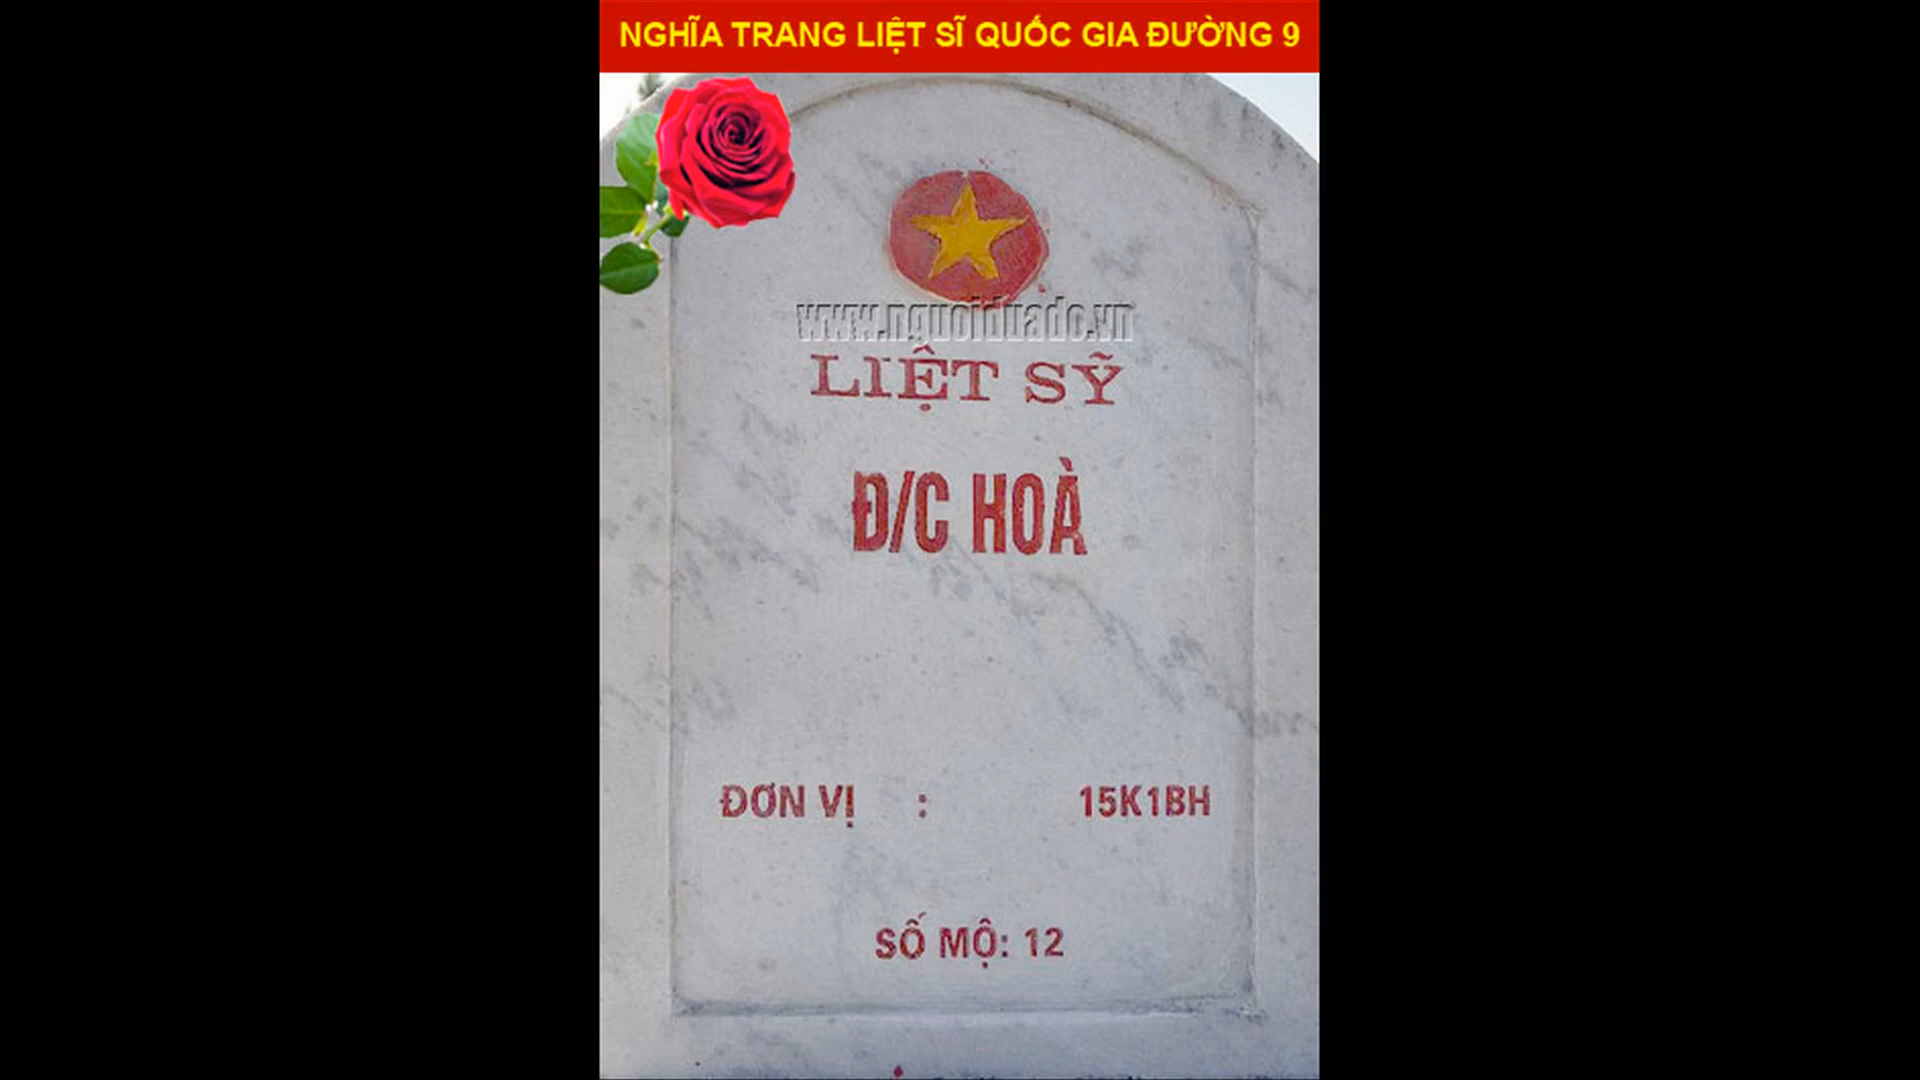 NGHĨA TRANG LIỆT SĨ QUỐC GIA ĐƯỜNG 9
www.nguoiduado.vn
LIỆT SỸ
Đ/C HOÀ
ĐƠN VỊ : 15K1BH
SỐ MỘ: 12